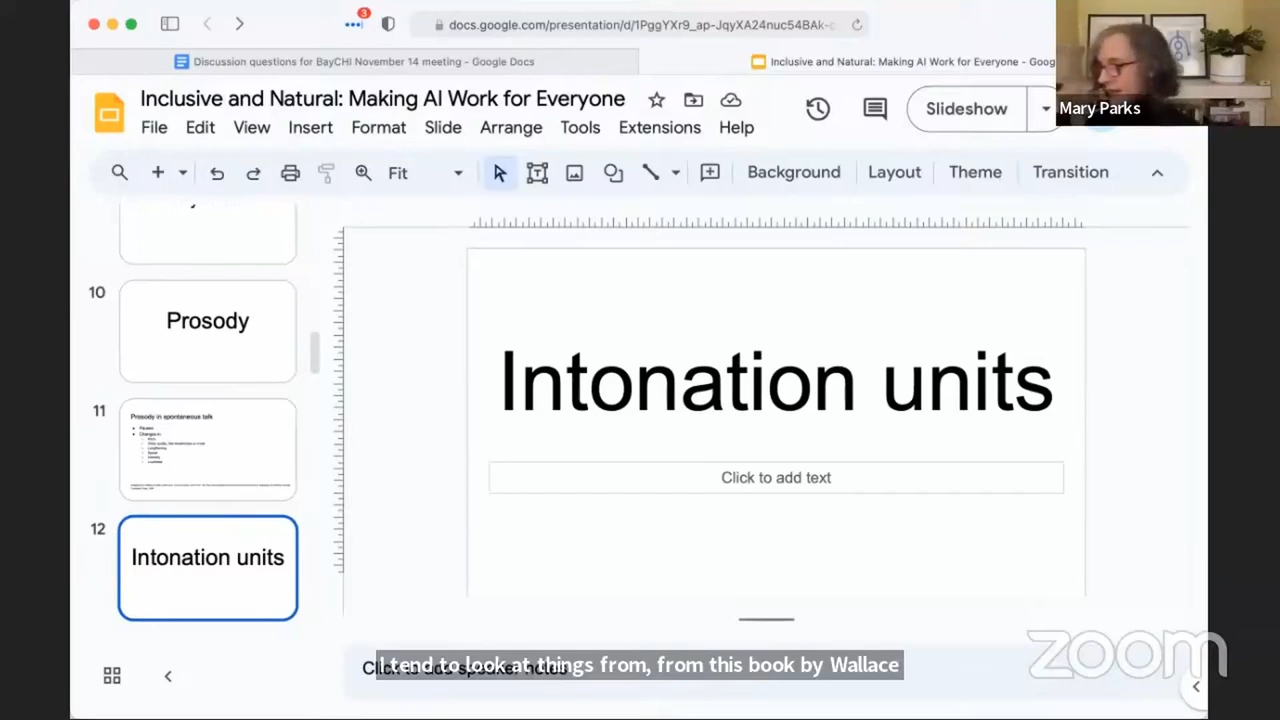 3
docs.google.com/presentation/d/1PggYXr9_ap-JqyXA24nuc54BAk-c
Discussion questions for BayCHI November 14 meeting - Google Docs
Inclusive and Natural: Making AI Work for Everyone - Goog
Mary Parks
Inclusive and Natural: Making AI Work for Everyone
Slideshow
File Edit View Insert Format Slide Arrange Tools Extensions Help
Fit
Background Layout Theme Transition
10
Prosody
11
Prosody in spontaneous talk
Pauses
Changes in
12
Intonation units
Intonation units
Click to add text
I tend to look at things from, from this book by Wallace
zoom